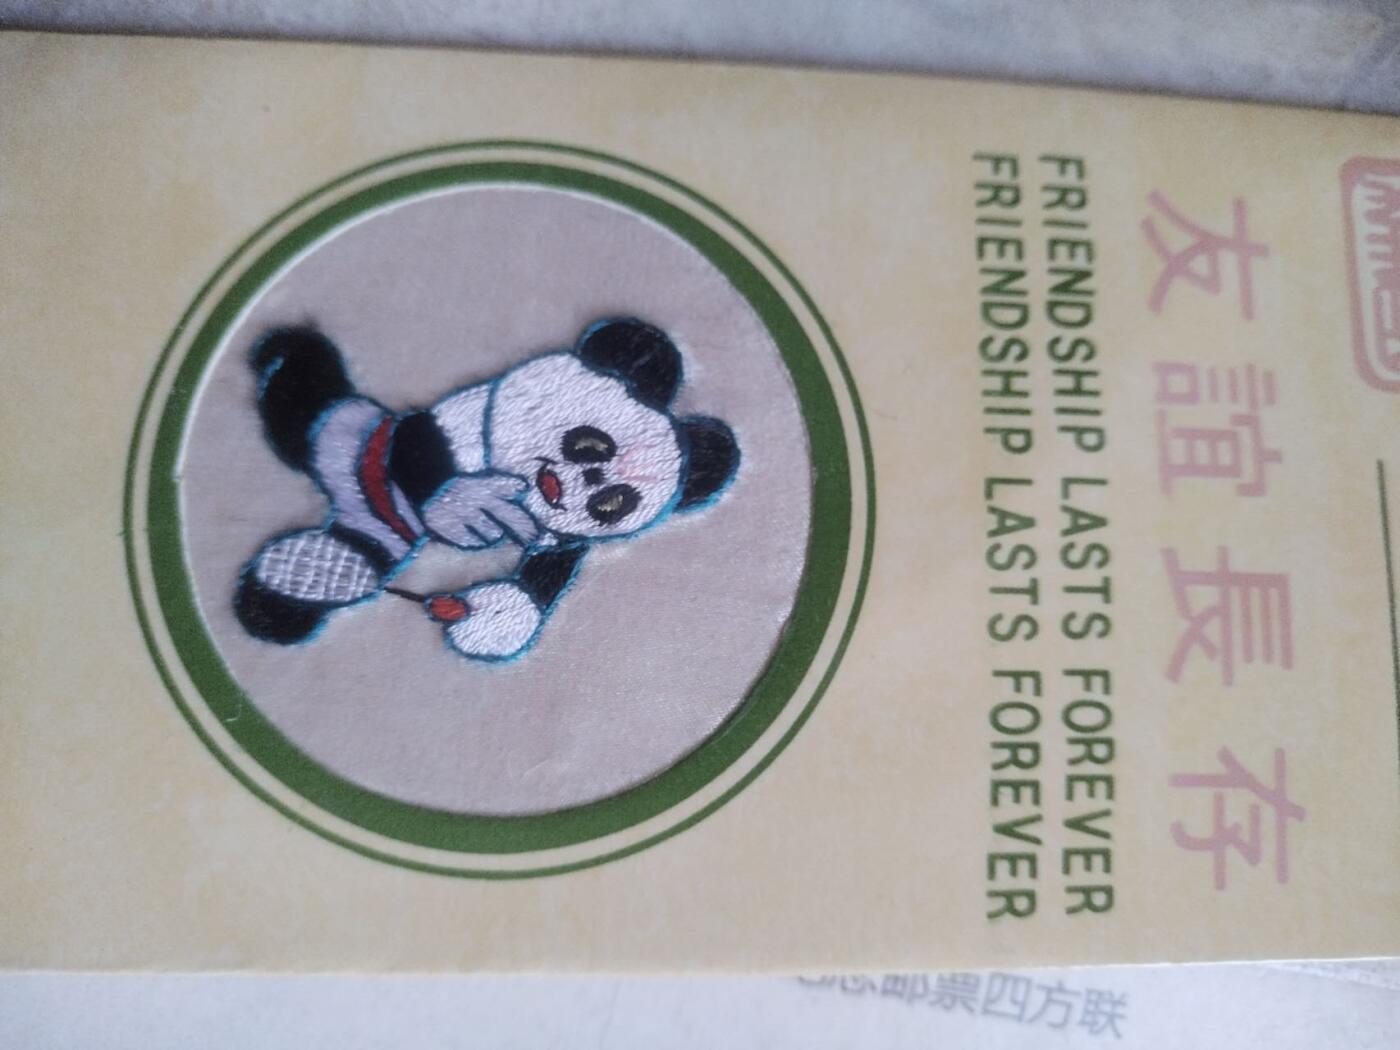 友誼長存
FRIENDSHIP LASTS FOREVER
FRIENDSHIP LASTS FOREVER
邮票四方联